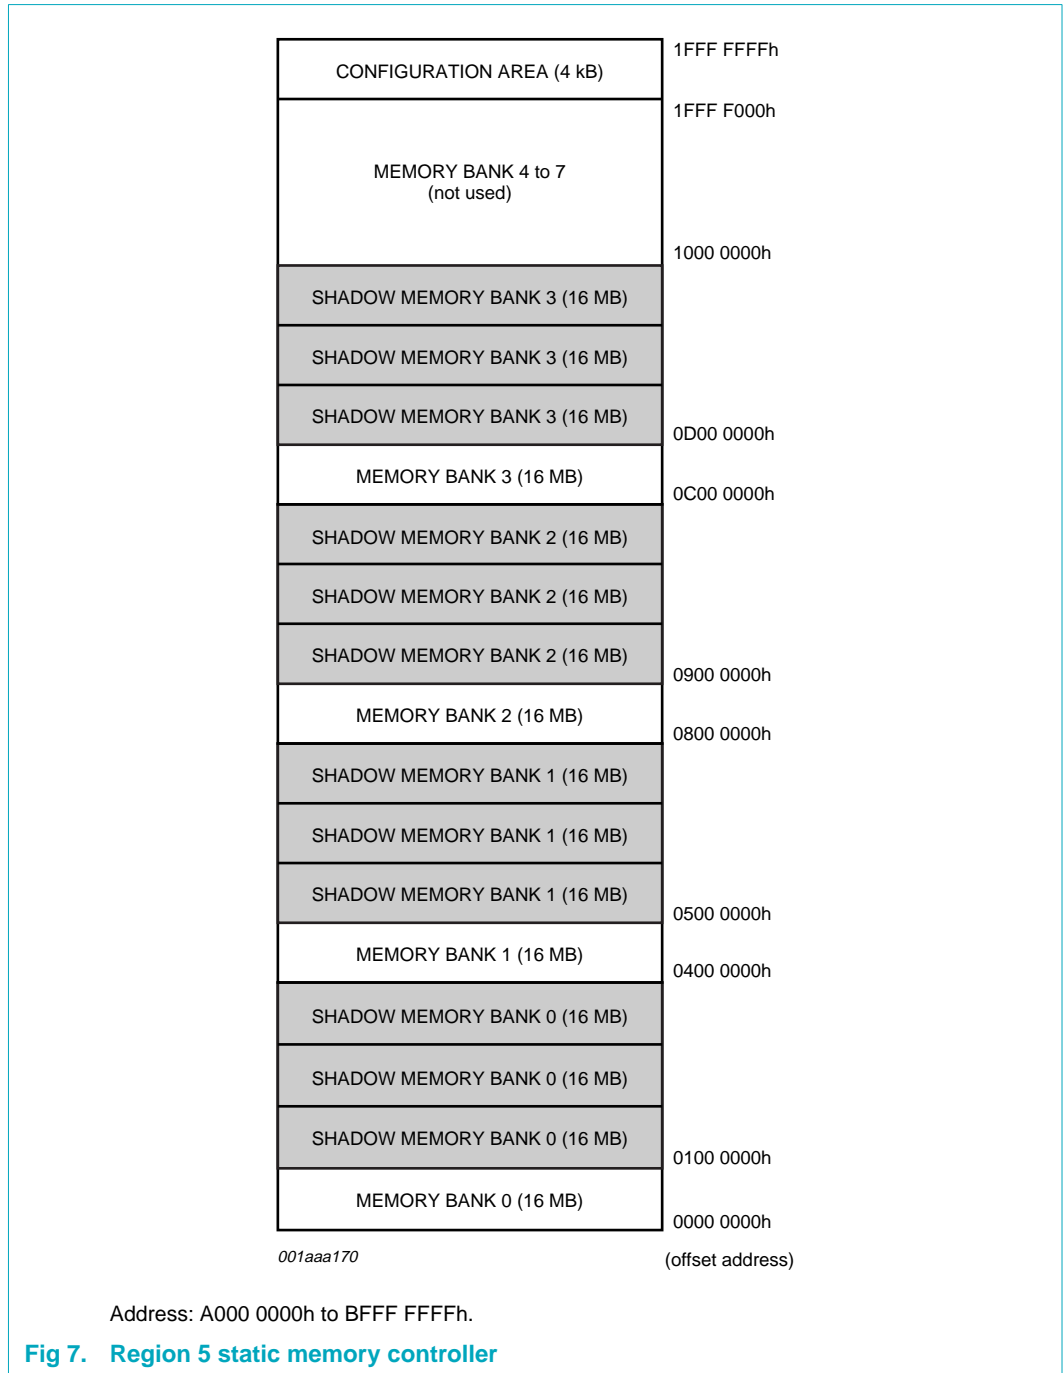 1FFF FFFFh
CONFIGURATION AREA (4 kB)
1FFF F000h
MEMORY BANK 4 to 7
(not used)
1000 0000h
SHADOW MEMORY BANK 3 (16 MB)
SHADOW MEMORY BANK 3 (16 MB)
SHADOW MEMORY BANK 3 (16 MB)
0D00 0000h
MEMORY BANK 3 (16 MB)
0C00 0000h
SHADOW MEMORY BANK 2 (16 MB)
SHADOW MEMORY BANK 2 (16 MB)
SHADOW MEMORY BANK 2 (16 MB)
0900 0000h
MEMORY BANK 2 (16 MB)
0800 0000h
SHADOW MEMORY BANK 1 (16 MB)
SHADOW MEMORY BANK 1 (16 MB)
SHADOW MEMORY BANK 1 (16 MB)
0500 0000h
MEMORY BANK 1 (16 MB)
0400 0000h
SHADOW MEMORY BANK 0 (16 MB)
SHADOW MEMORY BANK 0 (16 MB)
SHADOW MEMORY BANK 0 (16 MB)
0100 0000h
MEMORY BANK 0 (16 MB)
0000 0000h
001aaa170
(offset address)
Address: A000 0000h to BFFF FFFFh.
Fig 7. Region 5 static memory controller